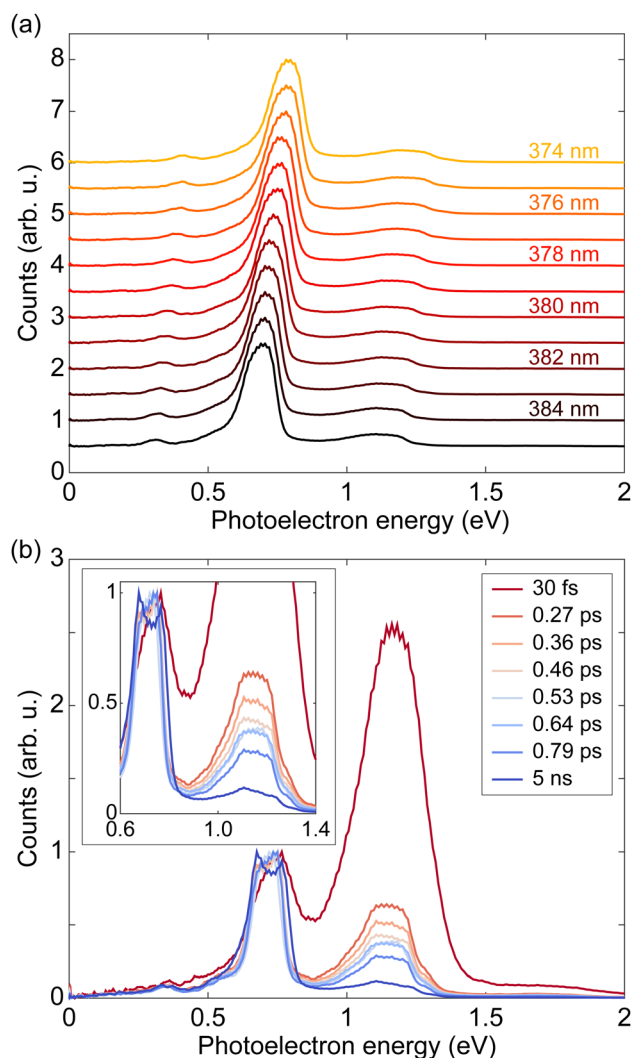 (a)
8
7
6
5
4
3
2
1
0
Counts (arb. u.)
374 nm
376 nm
378 nm
380 nm
382 nm
384 nm
0 0.5 1 1.5 2
Photoelectron energy (eV)
(b)
3
2
1
0
Counts (arb. u.)
1
0.5
0
0.6 1.0 1.4
30 fs
0.27 ps
0.36 ps
0.46 ps
0.53 ps
0.64 ps
0.79 ps
5 ns
0 0.5 1 1.5 2
Photoelectron energy (eV)